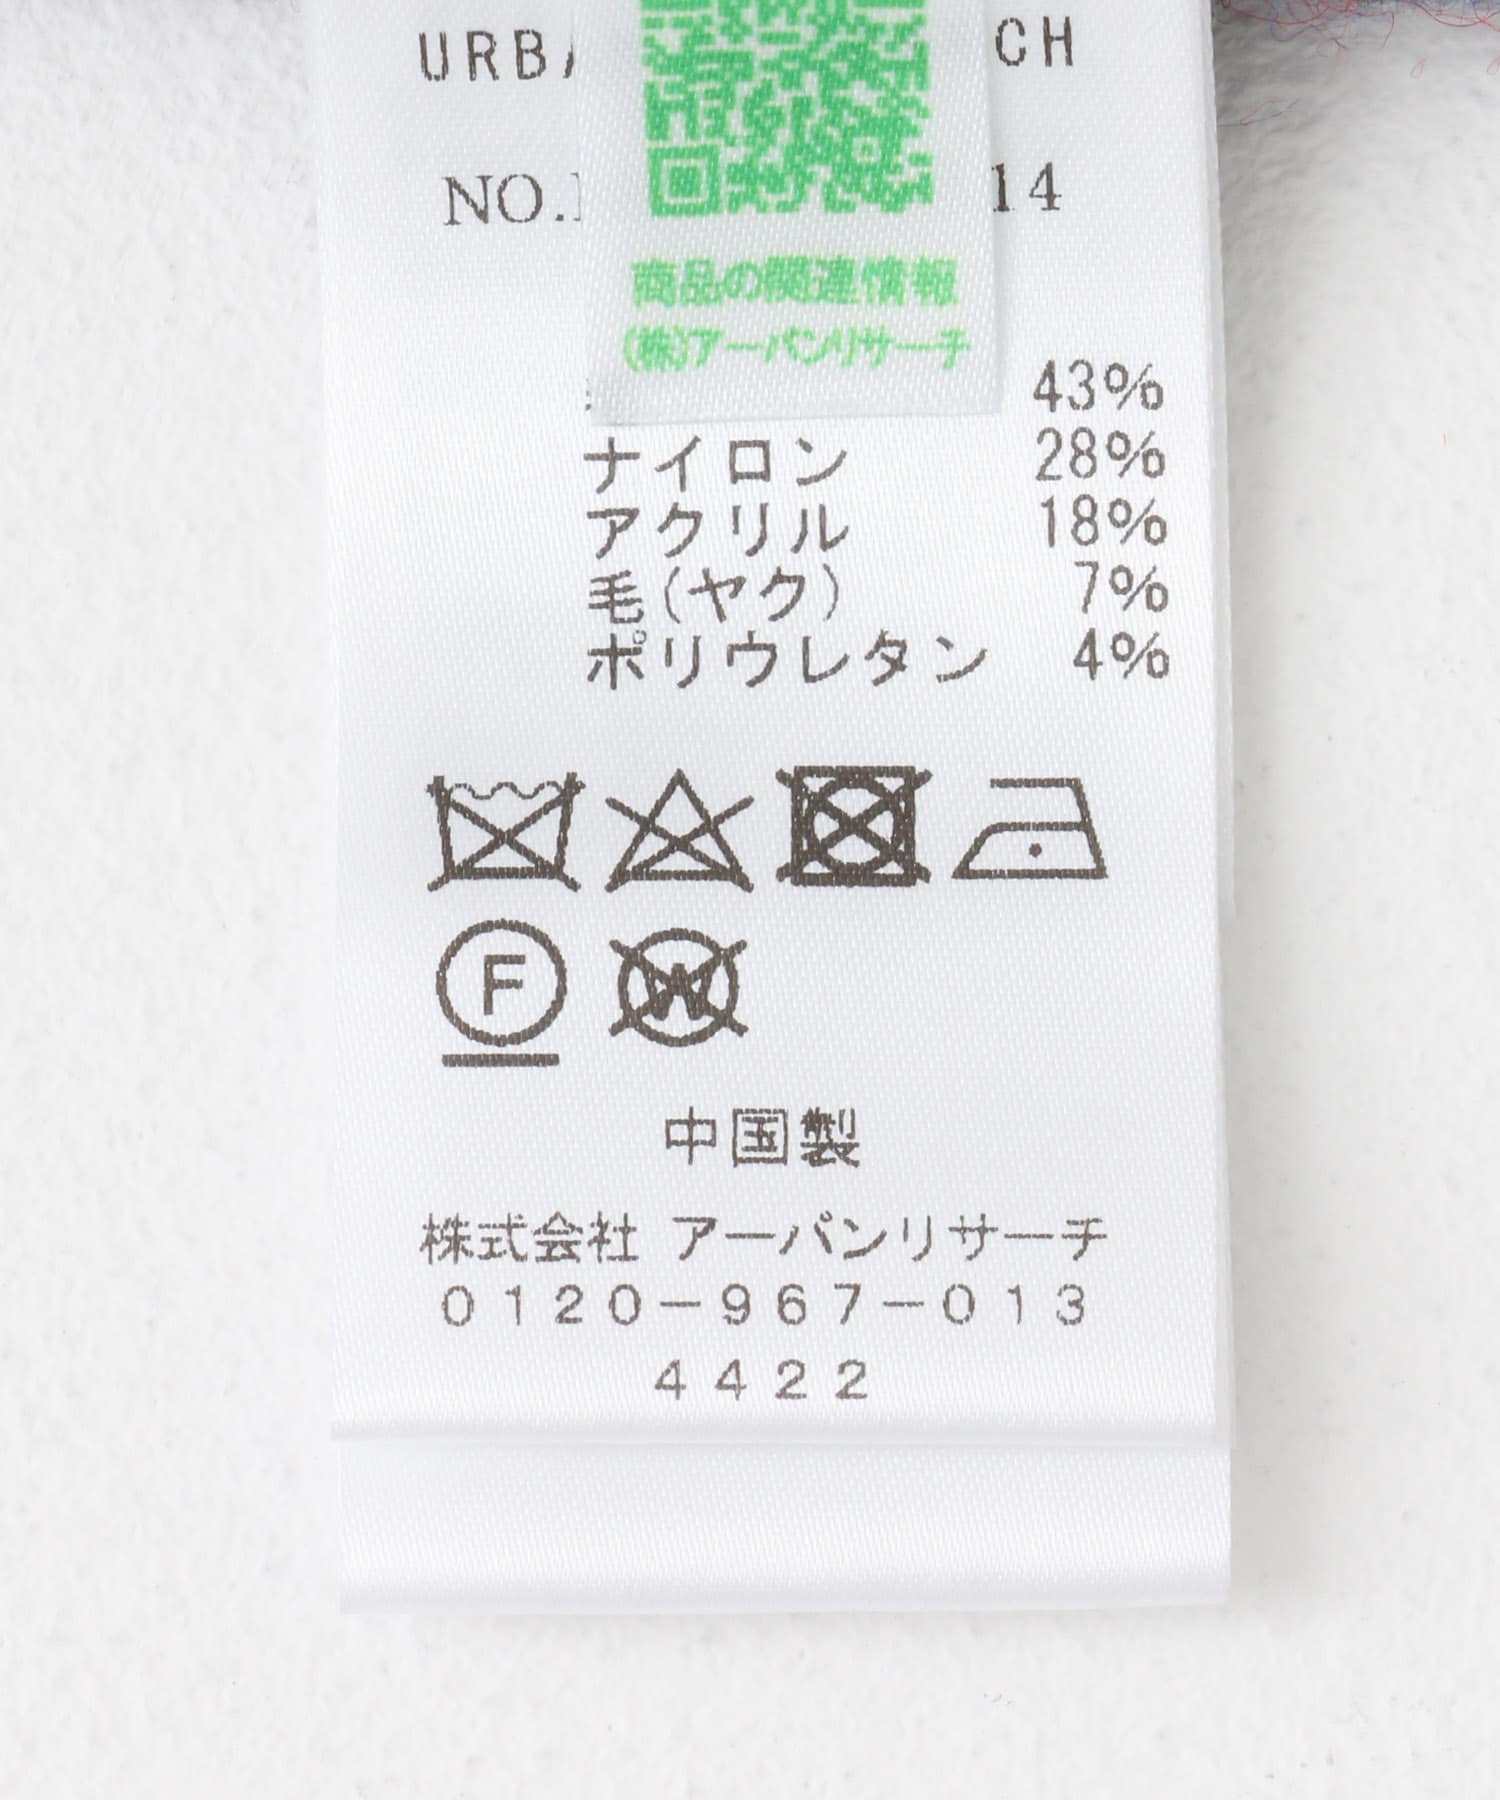 URBA CH
NO. 14
商品の関連情報
(株)アーバンリサーチ
43%
ナイロン 28%
アクリル 18%
毛(ヤク) 7%
ポリウレタン 4%
F
W
中国製
株式会社 アーバンリサーチ
0120-967-013
4422